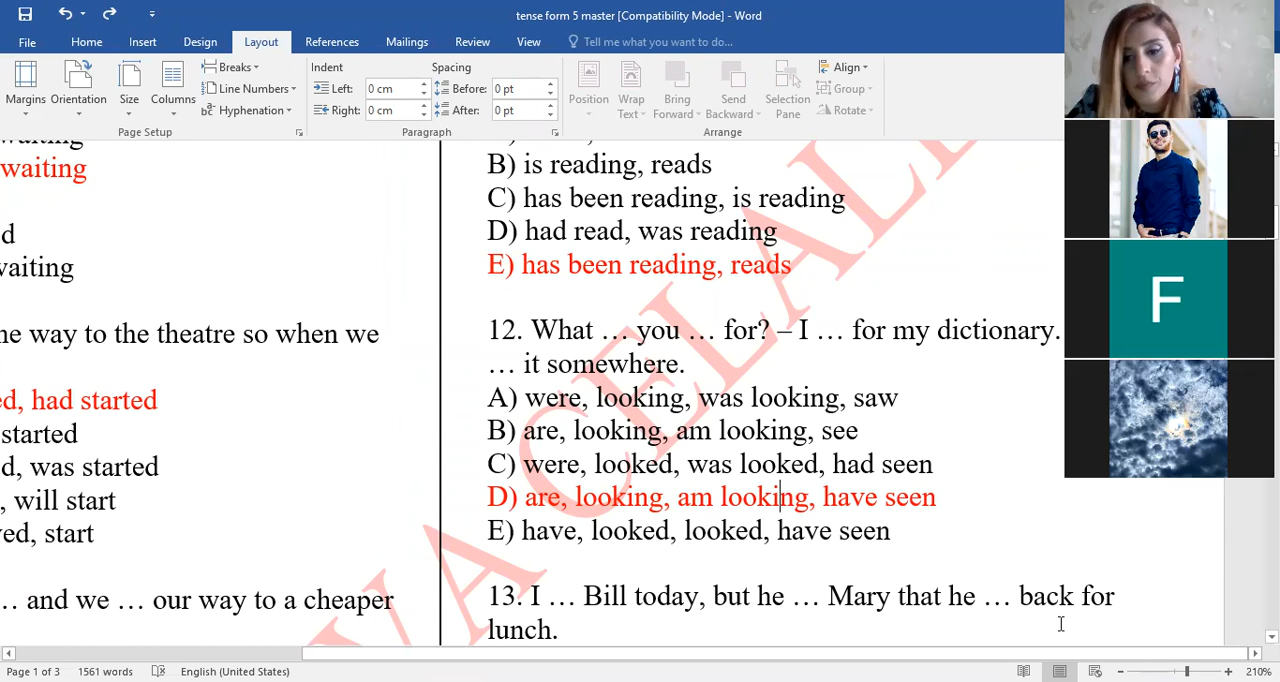 tense form 5 master [Compatibility Mode] - Word
File Home Insert Design Layout References Mailings Review View Tell me what you want to do...
Margins Orientation Size Columns
Breaks
Line Numbers
Hyphenation
Page Setup
Indent
Left: 0 cm
Right: 0 cm
Spacing
Before: 0 pt
After: 0 pt
Paragraph
Position Wrap Text Bring Forward Send Backward Selection Pane
Align
Group
Rotate
Arrange
waiting
waiting
d
vaiting
ne way to the theatre so when we
ed, had started
started
d, was started
, will start
ved, start
.. and we … our way to a cheaper
B) is reading, reads
C) has been reading, is reading
D) had read, was reading
E) has been reading, reads
12. What … you … for? – I … for my dictionary.
… it somewhere.
A) were, looking, was looking, saw
B) are, looking, am looking, see
C) were, looked, was looked, had seen
D) are, looking, am looking, have seen
E) have, looked, looked, have seen
13. I … Bill today, but he … Mary that he … back for
lunch.
VA CELALI
F
Page 1 of 3 1561 words English (United States) 210%